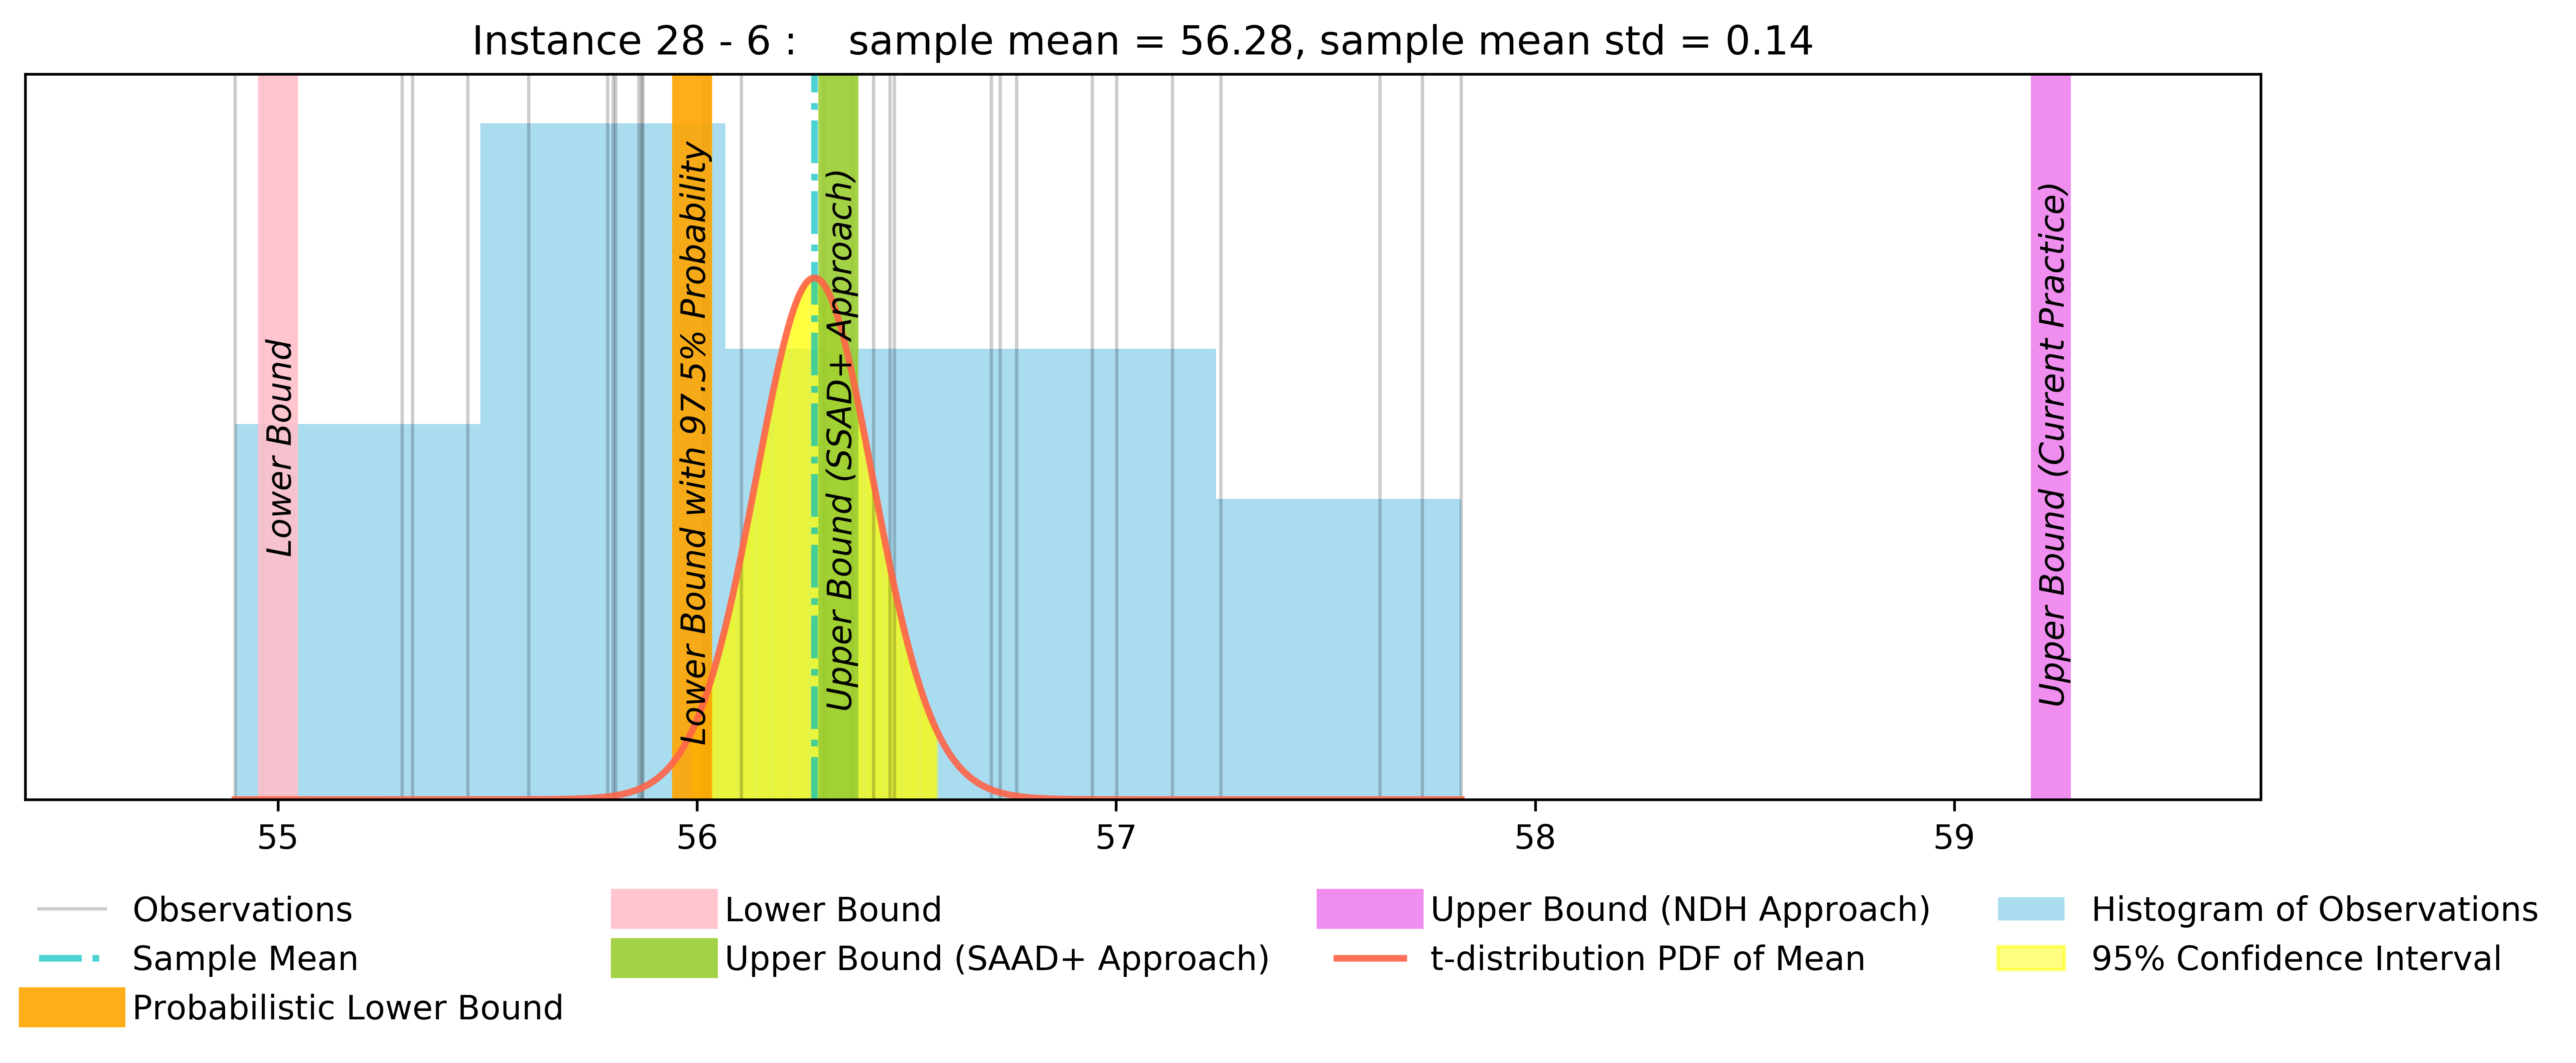 Instance 28 - 6 :    sample mean = 56.28, sample mean std = 0.14
Lower Bound
Lower Bound with 97.5% Probability
Upper Bound (SSAD+ Approach)
Upper Bound (Current Practice)
55
56
57
58
59
Observations
Sample Mean
Probabilistic Lower Bound
Lower Bound
Upper Bound (SAAD+ Approach)
Upper Bound (NDH Approach)
t-distribution PDF of Mean
Histogram of Observations
95% Confidence Interval